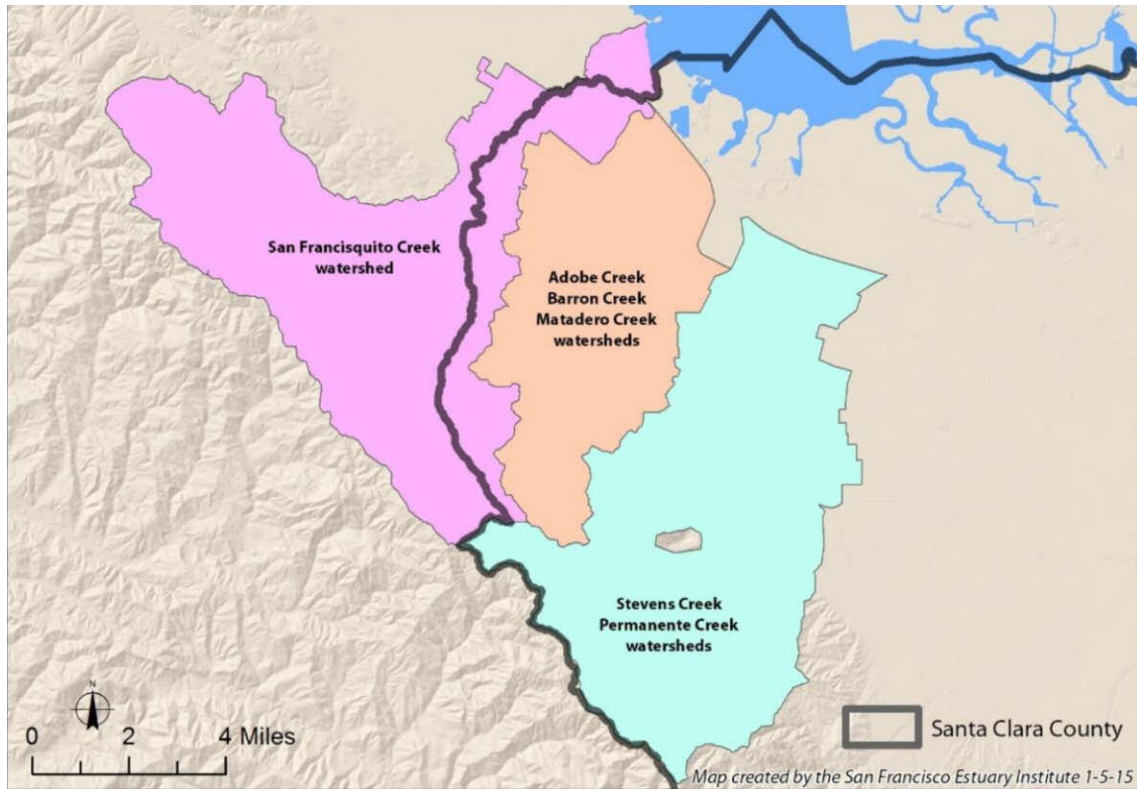 San Francisquito Creek
watershed
Adobe Creek
Barron Creek
Matadero Creek
watersheds
Stevens Creek
Permanente Creek
watersheds
N
0 2 4 Miles
Santa Clara County
Map created by the San Francisco Estuary Institute 1-5-15